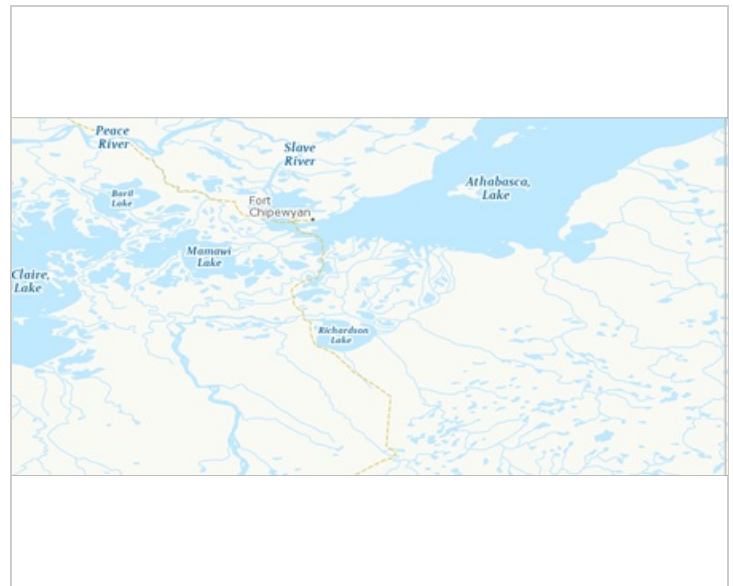 Peace
River
Slave
River
Athabasca,
Lake
Baril
Lake
Fort
Chipewyan
Mamawi
Lake
Claire,
Lake
Richardson
Lake